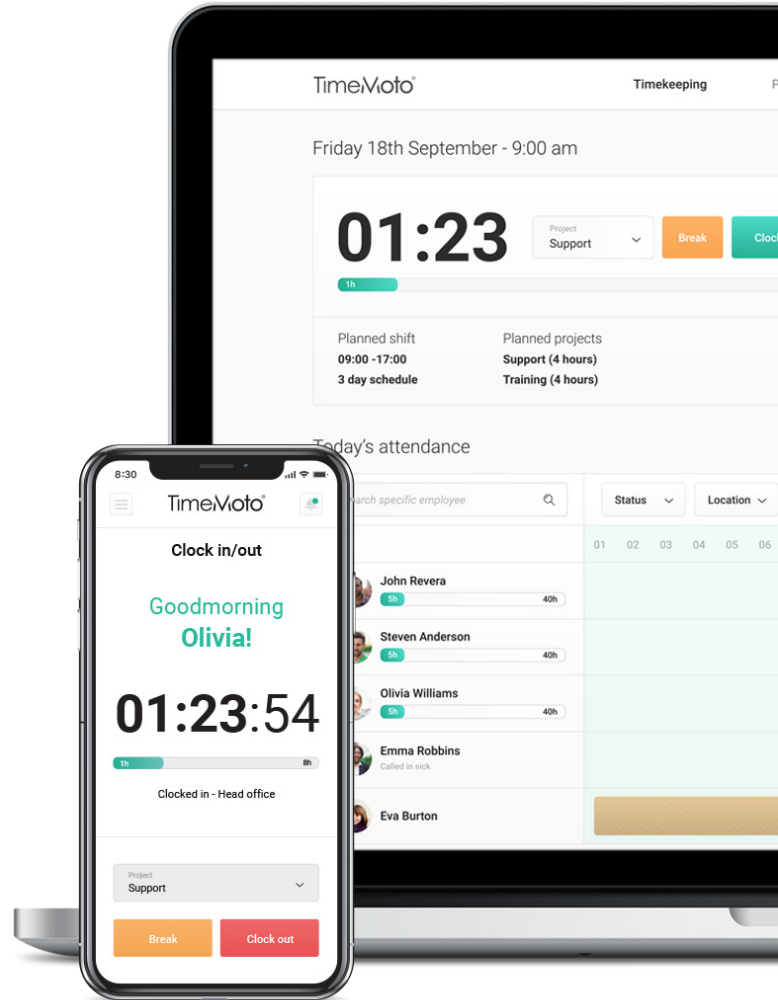 TimeMoto®
Timekeeping
P
Friday 18th September - 9:00 am
01:23
Project
Support
Break
Clock
1h
Planned shift
09:00 -17:00
3 day schedule
Planned projects
Support (4 hours)
Training (4 hours)
Today's attendance
arch specific employee
Status
Location
01 02 03 04 05 06
John Revera
5h 40h
Steven Anderson
5h 40h
Olivia Williams
5h 40h
Emma Robbins
Called in sick
Eva Burton
8:30
TimeMoto®
Clock in/out
Goodmorning
Olivia!
01:23:54
1h 8h
Clocked in - Head office
Project
Support
Break
Clock out